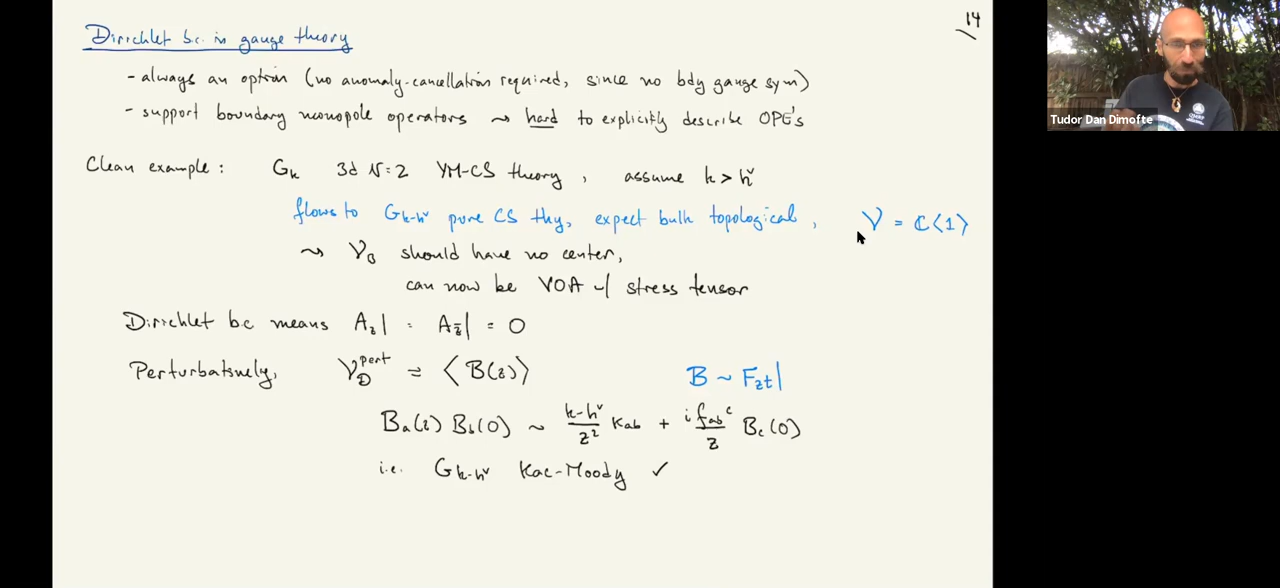 14
Dirichlet b.c. in gauge theory
- always an option (no anomaly-cancellation required, since no bdy gauge sym)
- support boundary monopole operators ⇝ hard to explicitly describe OPE's
Clean example: G_k 3d N=2 YM-CS theory, assume k > h^∨
flows to G_{k-h^∨} pure CS thy, expect bulk topological, V = C⟨1⟩
⇝ V_∂ should have no center,
can now be VOA w/ stress tensor
Dirichlet bc means A_z| = A_z̄| = 0
Perturbatively, V_D^pert = ⟨B(z)⟩ B ~ F_zt|
B_a(z) B_b(0) ~ (k-h^∨)/z² K_ab + i f_ab^c/z B_c(0)
i.e. G_{k-h^∨} Kac-Moody ✓
Tudor Dan Dimofte